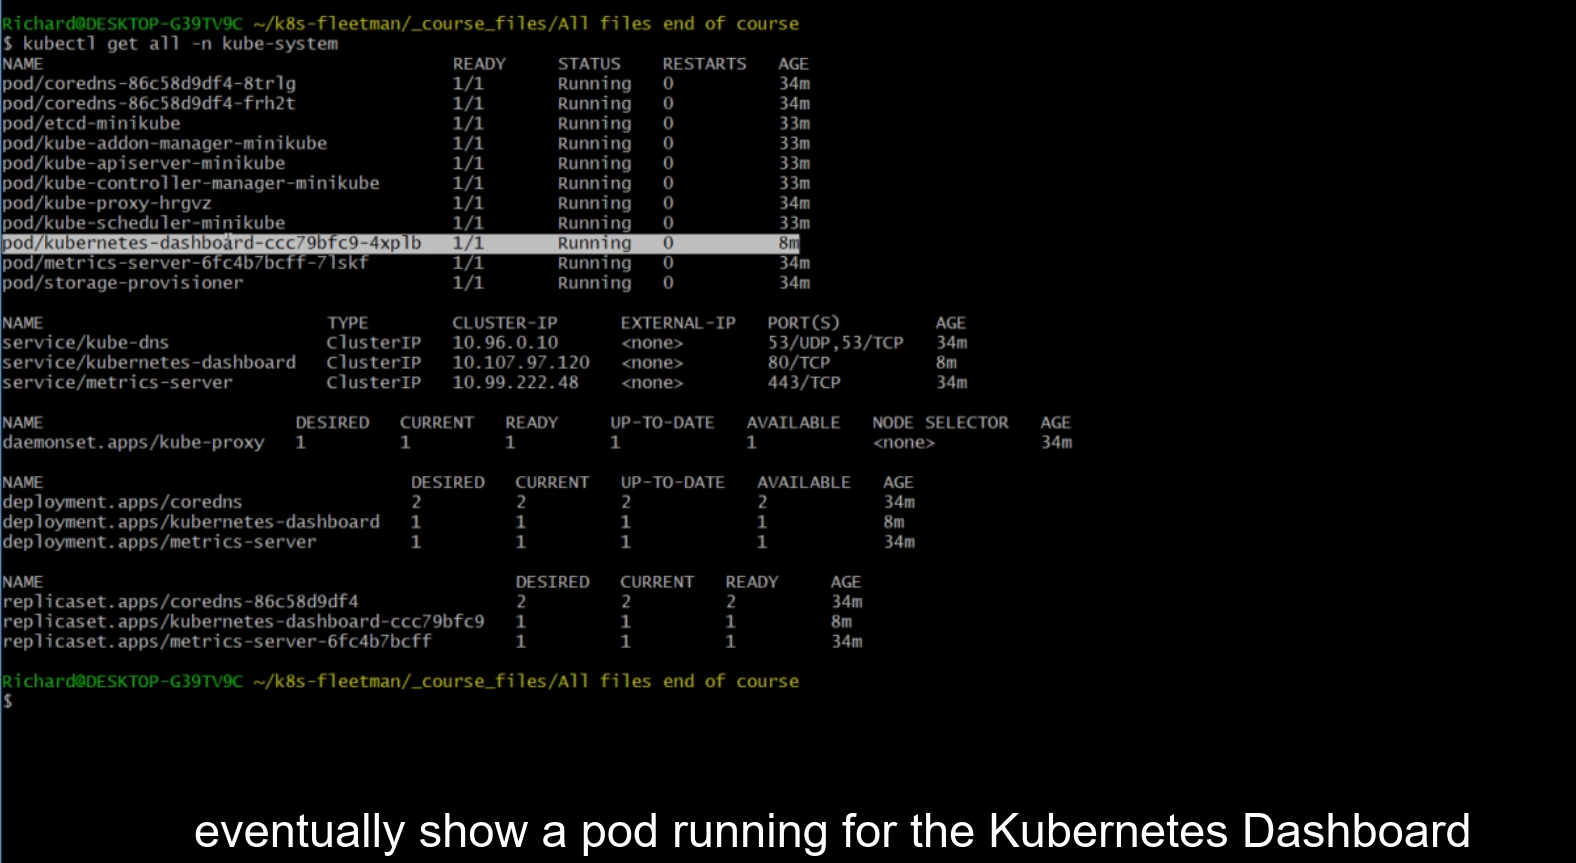 Richard@DESKTOP-G39TV9C ~/k8s-fleetman/_course_files/All files end of course
$ kubectl get all -n kube-system
NAME READY STATUS RESTARTS AGE
pod/coredns-86c58d9df4-8trlg 1/1 Running 0 34m
pod/coredns-86c58d9df4-frh2t 1/1 Running 0 34m
pod/etcd-minikube 1/1 Running 0 33m
pod/kube-addon-manager-minikube 1/1 Running 0 33m
pod/kube-apiserver-minikube 1/1 Running 0 33m
pod/kube-controller-manager-minikube 1/1 Running 0 33m
pod/kube-proxy-hrgvz 1/1 Running 0 34m
pod/kube-scheduler-minikube 1/1 Running 0 33m
pod/kubernetes-dashboard-ccc79bfc9-4xplb 1/1 Running 0 8m
pod/metrics-server-6fc4b7bcff-7lskf 1/1 Running 0 34m
pod/storage-provisioner 1/1 Running 0 34m
NAME TYPE CLUSTER-IP EXTERNAL-IP PORT(S) AGE
service/kube-dns ClusterIP 10.96.0.10 <none> 53/UDP,53/TCP 34m
service/kubernetes-dashboard ClusterIP 10.107.97.120 <none> 80/TCP 8m
service/metrics-server ClusterIP 10.99.222.48 <none> 443/TCP 34m
NAME DESIRED CURRENT READY UP-TO-DATE AVAILABLE NODE SELECTOR AGE
daemonset.apps/kube-proxy 1 1 1 1 1 <none> 34m
NAME DESIRED CURRENT UP-TO-DATE AVAILABLE AGE
deployment.apps/coredns 2 2 2 2 34m
deployment.apps/kubernetes-dashboard 1 1 1 1 8m
deployment.apps/metrics-server 1 1 1 1 34m
NAME DESIRED CURRENT READY AGE
replicaset.apps/coredns-86c58d9df4 2 2 2 34m
replicaset.apps/kubernetes-dashboard-ccc79bfc9 1 1 1 8m
replicaset.apps/metrics-server-6fc4b7bcff 1 1 1 34m
Richard@DESKTOP-G39TV9C ~/k8s-fleetman/_course_files/All files end of course
$
eventually show a pod running for the Kubernetes Dashboard